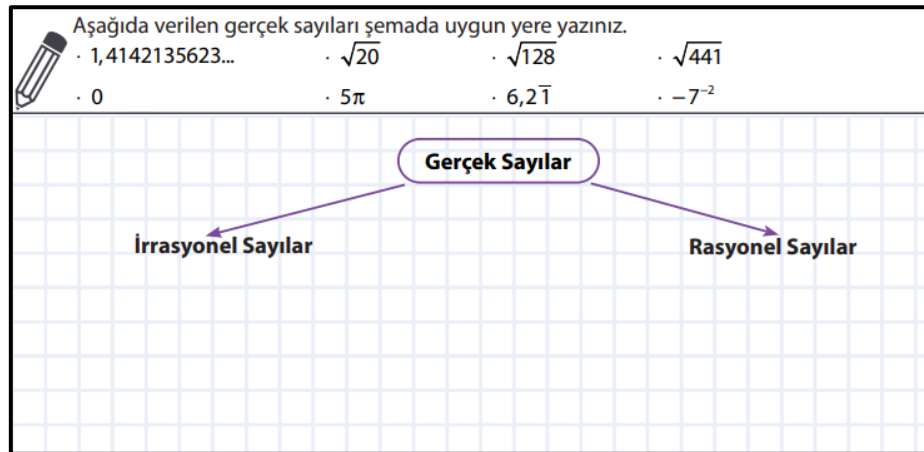 Aşağıda verilen gerçek sayıları şemada uygun yere yazınız.
· 1,4142135623... · √20 · √128 · √441
· 0 · 5π · 6,21̅ · −7⁻²
Gerçek Sayılar
İrrasyonel Sayılar Rasyonel Sayılar